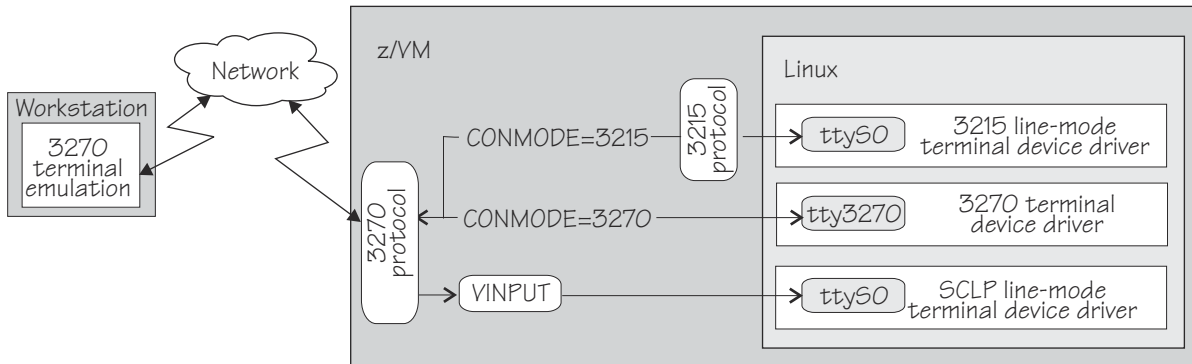 z/VM
Linux
Network
Workstation
3270
terminal
emulation
3270
protocol
CONMODE=3215
3215
protocol
ttyS0
3215 line-mode
terminal device driver
CONMODE=3270
tty3270
3270 terminal
device driver
VINPUT
ttyS0
SCLP line-mode
terminal device driver